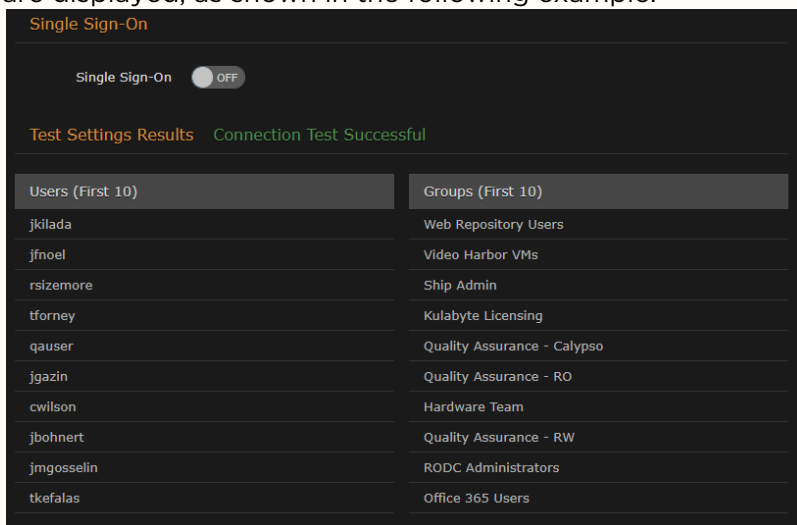 are displayed, as shown in the following example.
Single Sign-On
Single Sign-On OFF
Test Settings Results Connection Test Successful
Users (First 10) Groups (First 10)
jkilada Web Repository Users
jfnoel Video Harbor VMs
rsizemore Ship Admin
tforney Kulabyte Licensing
qauser Quality Assurance - Calypso
jgazin Quality Assurance - RO
cwilson Hardware Team
jbohnert Quality Assurance - RW
jmgosselin RODC Administrators
tkefalas Office 365 Users